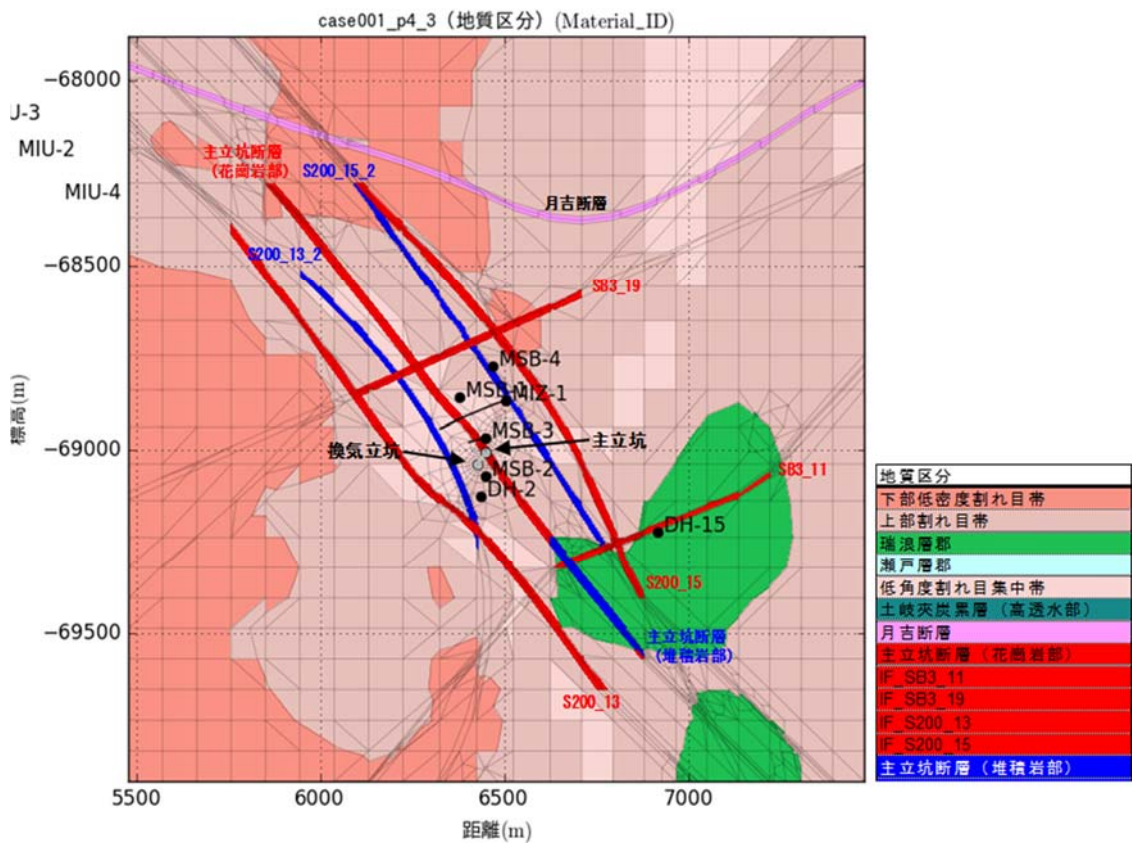 case001_p4_3（地質区分）(Material_ID)
−68000
−68500
−69000
−69500
標高(m)
U-3
MIU-2
MIU-4
主立坑断層
（花崗岩部）
S200_15_2
月吉断層
S200_13_2
SB3_19
MSB-4
MSB-1
MIZ-1
MSB-3
換気立坑
主立坑
MSB-2
DH-2
SB3_11
DH-15
S200_15
主立坑断層
（堆積岩部）
S200_13
5500
6000
6500
7000
距離(m)
地質区分
下部低密度割れ目帯
上部割れ目帯
瑞浪層郡
瀬戸層郡
低角度割れ目集中帯
土岐夾炭累層（高透水部）
月吉断層
主立坑断層（花崗岩部）
IF_SB3_11
IF_SB3_19
IF_S200_13
IF_S200_15
主立坑断層（堆積岩部）